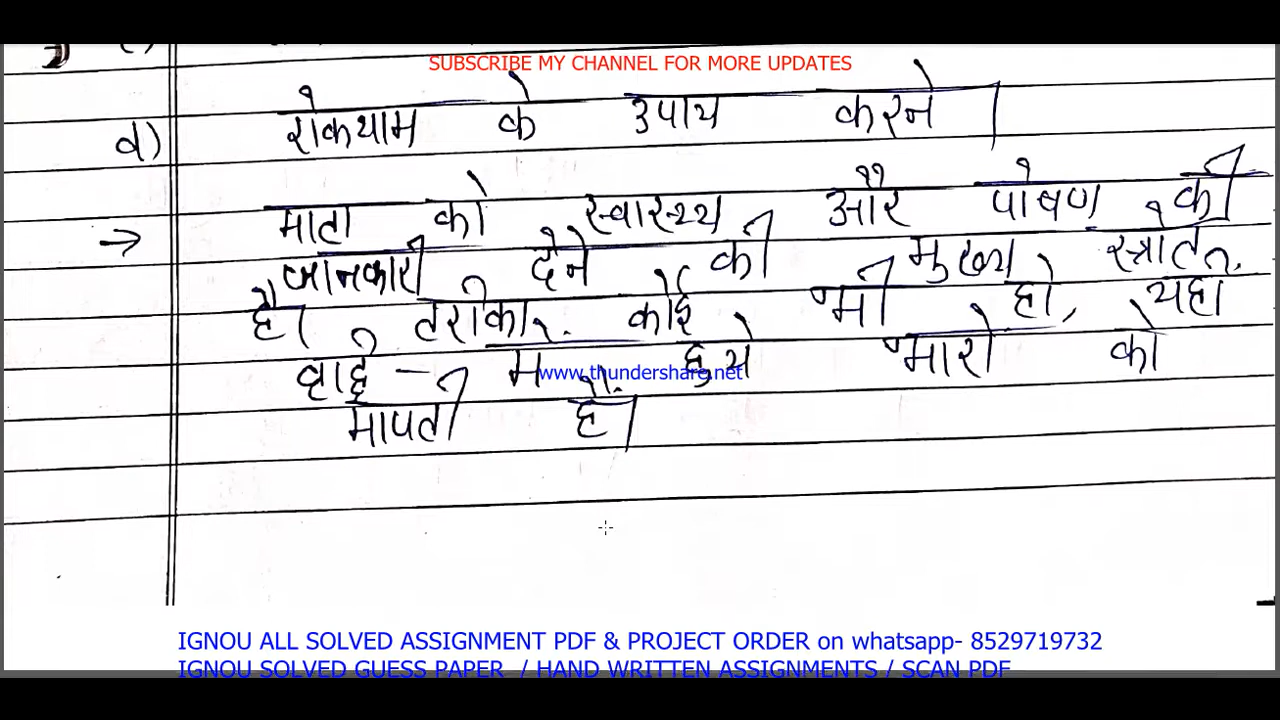 SUBSCRIBE MY CHANNEL FOR MORE UPDATES
व) रोकथाम के उपाय करने।
→ माता को स्वास्थ्य और पोषण की
जानकारी देने की मुख्य स्त्रोत
है। तरीका कोई भी हो, यहाँ
में हुये भारो को
www.thundershare.net
मापती है।
IGNOU ALL SOLVED ASSIGNMENT PDF & PROJECT ORDER on whatsapp- 8529719732
IGNOU SOLVED GUESS PAPER / HAND WRITTEN ASSIGNMENTS / SCAN PDF